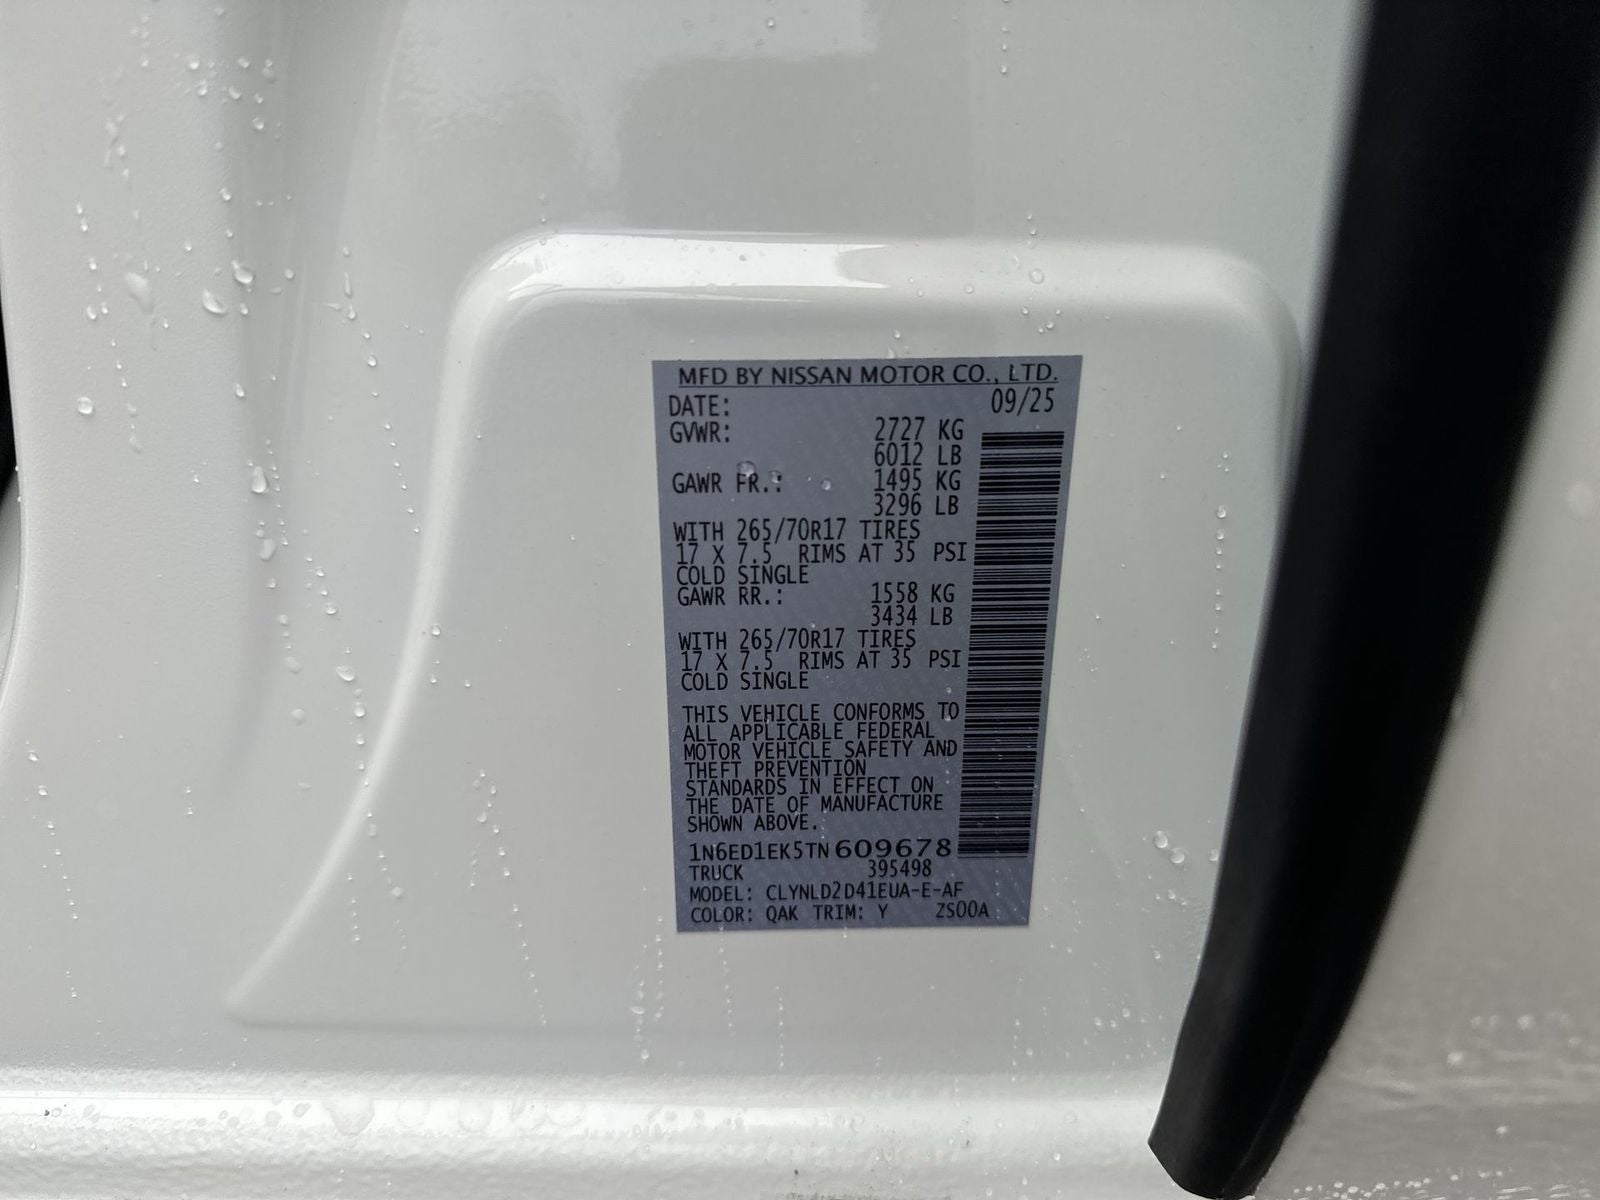 MFD BY NISSAN MOTOR CO., LTD.
DATE: 09/25
GVWR: 2727 KG
6012 LB
GAWR FR.: 1495 KG
3296 LB
WITH 265/70R17 TIRES
17 X 7.5 RIMS AT 35 PSI
COLD SINGLE
GAWR RR.: 1558 KG
3434 LB
WITH 265/70R17 TIRES
17 X 7.5 RIMS AT 35 PSI
COLD SINGLE
THIS VEHICLE CONFORMS TO
ALL APPLICABLE FEDERAL
MOTOR VEHICLE SAFETY AND
THEFT PREVENTION
STANDARDS IN EFFECT ON
THE DATE OF MANUFACTURE
SHOWN ABOVE.
1N6ED1EK5TN609678
TRUCK 395498
MODEL: CLYNLD2D41EUA-E-AF
COLOR: QAK TRIM: Y ZS00A